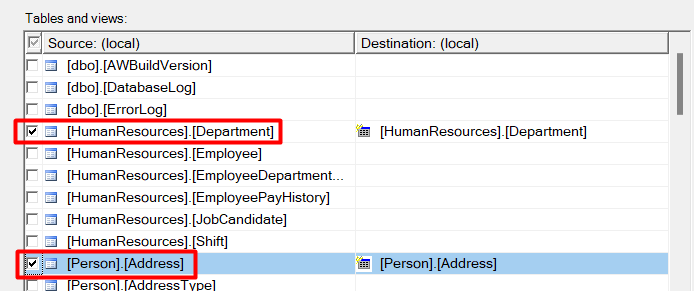 Tables and views:
Source: (local) Destination: (local)
[dbo].[AWBuildVersion]
[dbo].[DatabaseLog]
[dbo].[ErrorLog]
[HumanResources].[Department] [HumanResources].[Department]
[HumanResources].[Employee]
[HumanResources].[EmployeeDepartment...
[HumanResources].[EmployeePayHistory]
[HumanResources].[JobCandidate]
[HumanResources].[Shift]
[Person].[Address] [Person].[Address]
[Person].[AddressType]